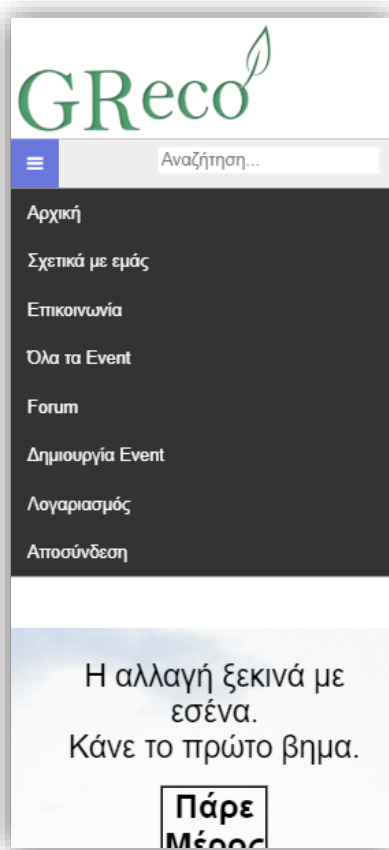 GReco
Αναζήτηση...
Αρχική
Σχετικά με εμάς
Επικοινωνία
Όλα τα Event
Forum
Δημιουργία Event
Λογαριασμός
Αποσύνδεση
Η αλλαγή ξεκινά με
εσένα.
Κάνε το πρώτο βημα.
Πάρε
Μέρος